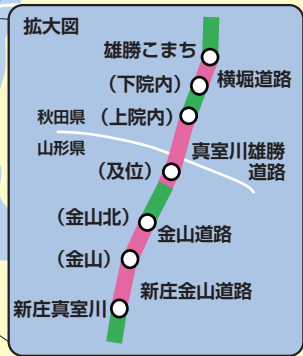 拡大図
雄勝こまち
(下院内)
横堀道路
秋田県
(上院内)
山形県
真室川雄勝
道路
(及位)
(金山北)
金山道路
(金山)
新庄金山道路
新庄真室川